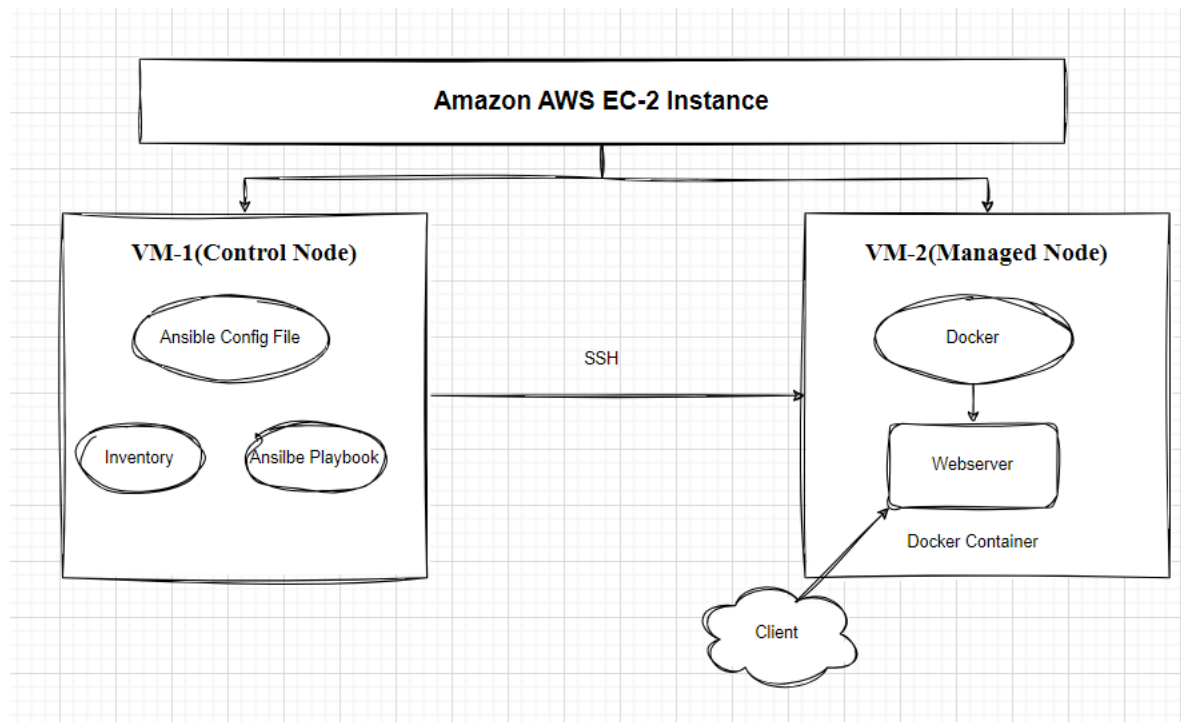 Amazon AWS EC-2 Instance
VM-1(Control Node)
VM-2(Managed Node)
Ansible Config File
Docker
SSH
Inventory
Ansilbe Playbook
Webserver
Docker Container
Client